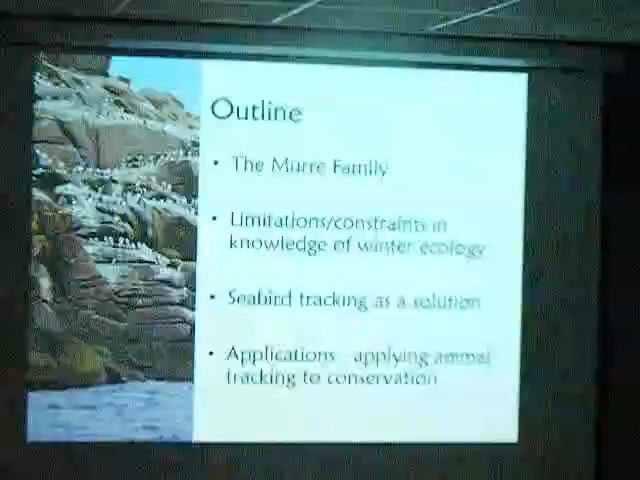 Outline
• The Murre Family
• Limitations/constraints in
knowledge of winter ecology
• Seabird tracking as a solution
• Applications applying animal
tracking to conservation